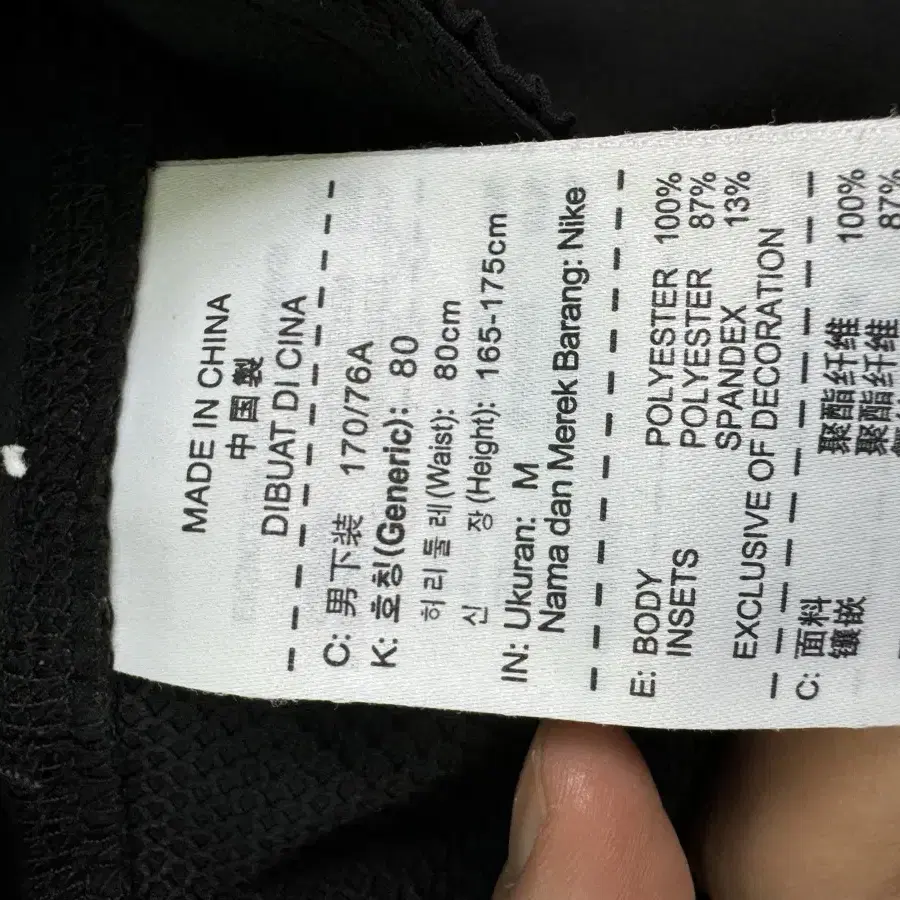 MADE IN CHINA
中国製
DIBUAT DI CINA
C: 男下装 170/76A
K: 호칭(Generic): 80
허리둘레(Waist): 80cm
신 장(Height): 165-175cm
IN: Ukuran: M
Nama dan Merek Barang: Nike
E: BODY POLYESTER 100%
INSETS POLYESTER 87%
SPANDEX 13%
EXCLUSIVE OF DECORATION
C: 面料 聚酯纤维 100%
镶嵌 聚酯纤维 87%